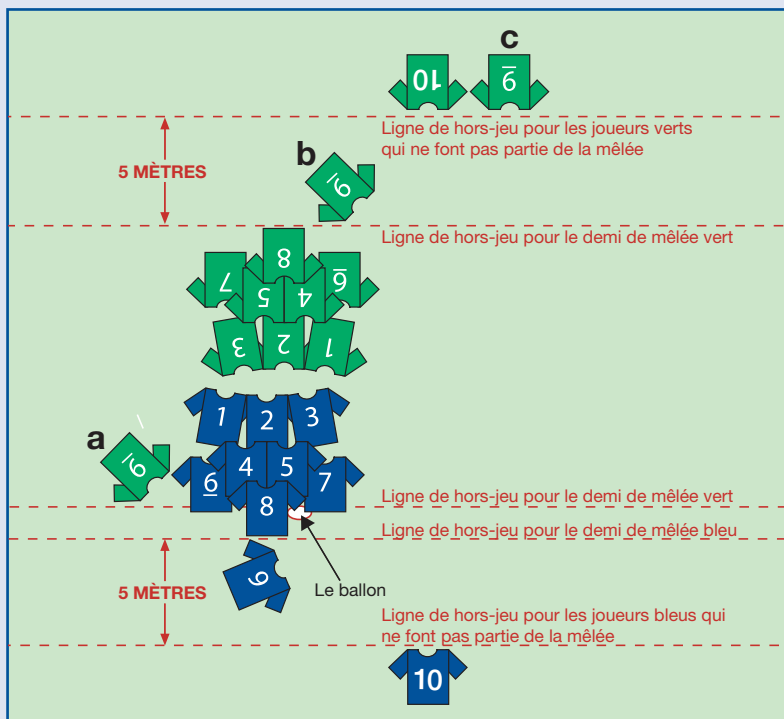 c
10 9
Ligne de hors-jeu pour les joueurs verts
qui ne font pas partie de la mêlée
5 MÈTRES
b
9
Ligne de hors-jeu pour le demi de mêlée vert
8
7 6
5 4
3 2 1
1 2 3
a
9
4 5
6 7
8
Ligne de hors-jeu pour le demi de mêlée vert
Ligne de hors-jeu pour le demi de mêlée bleu
9
Le ballon
5 MÈTRES
Ligne de hors-jeu pour les joueurs bleus qui
ne font pas partie de la mêlée
10